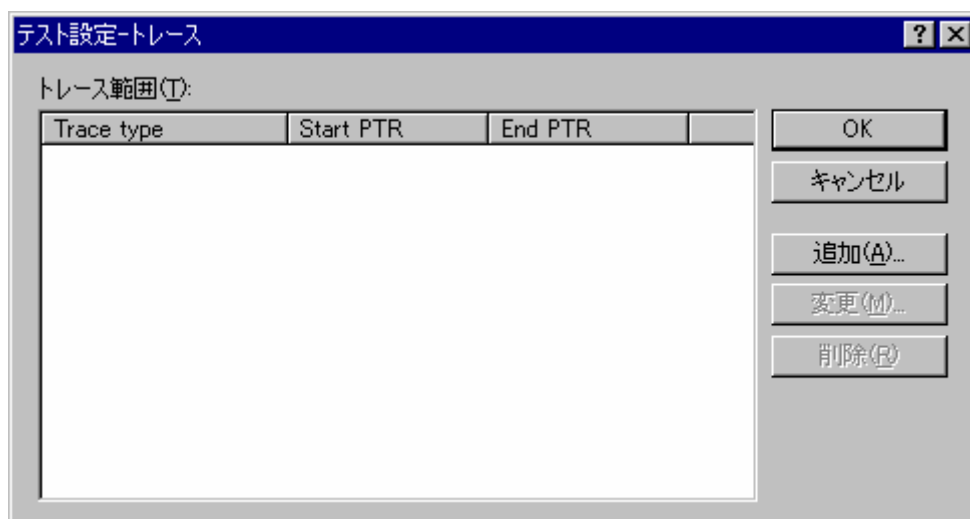 テスト設定-トレース
トレース範囲(T):
Trace type Start PTR End PTR
OK
キャンセル
追加(A)...
変更(M)...
削除(R)